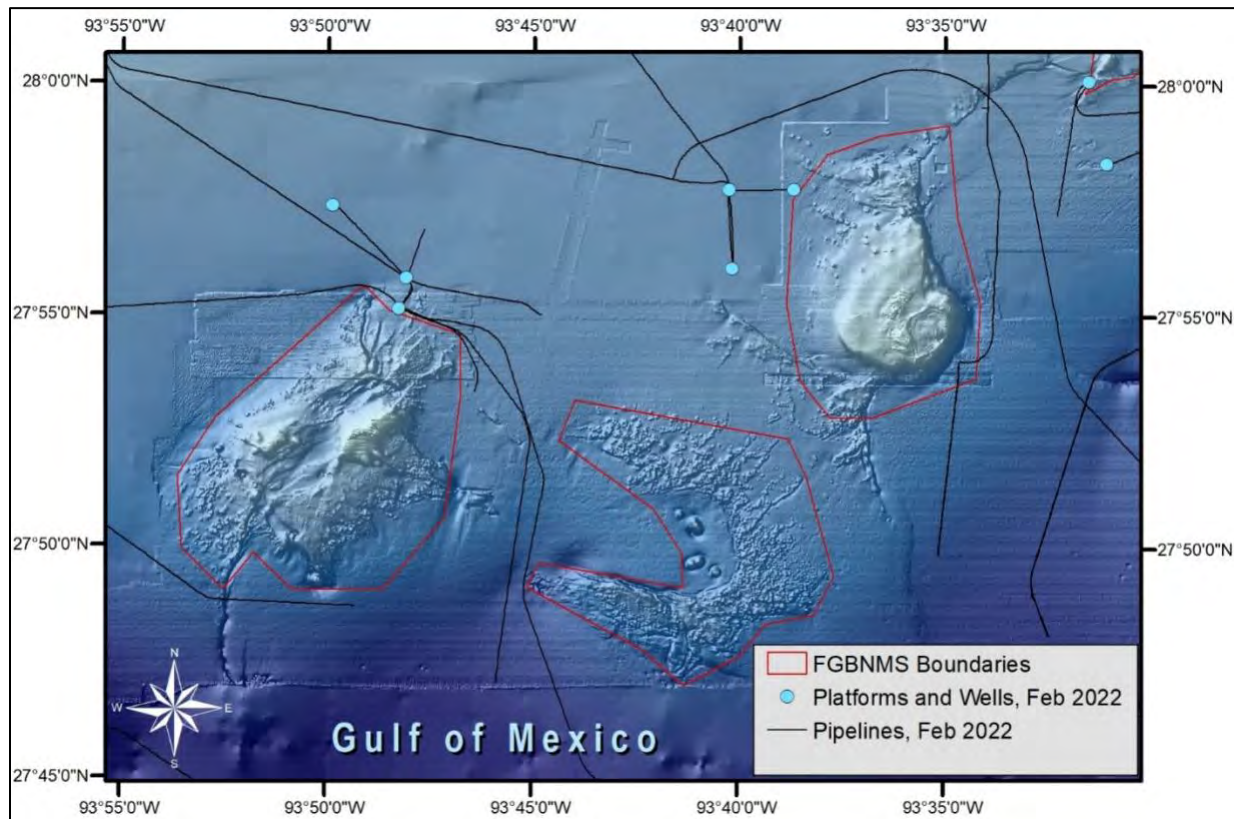 93°55'0"W 93°50'0"W 93°45'0"W 93°40'0"W 93°35'0"W
28°0'0"N 28°0'0"N
27°55'0"N 27°55'0"N
27°50'0"N 27°50'0"N
27°45'0"N
N
W E
S
Gulf of Mexico
FGBNMS Boundaries
Platforms and Wells, Feb 2022
Pipelines, Feb 2022
93°55'0"W 93°50'0"W 93°45'0"W 93°40'0"W 93°35'0"W